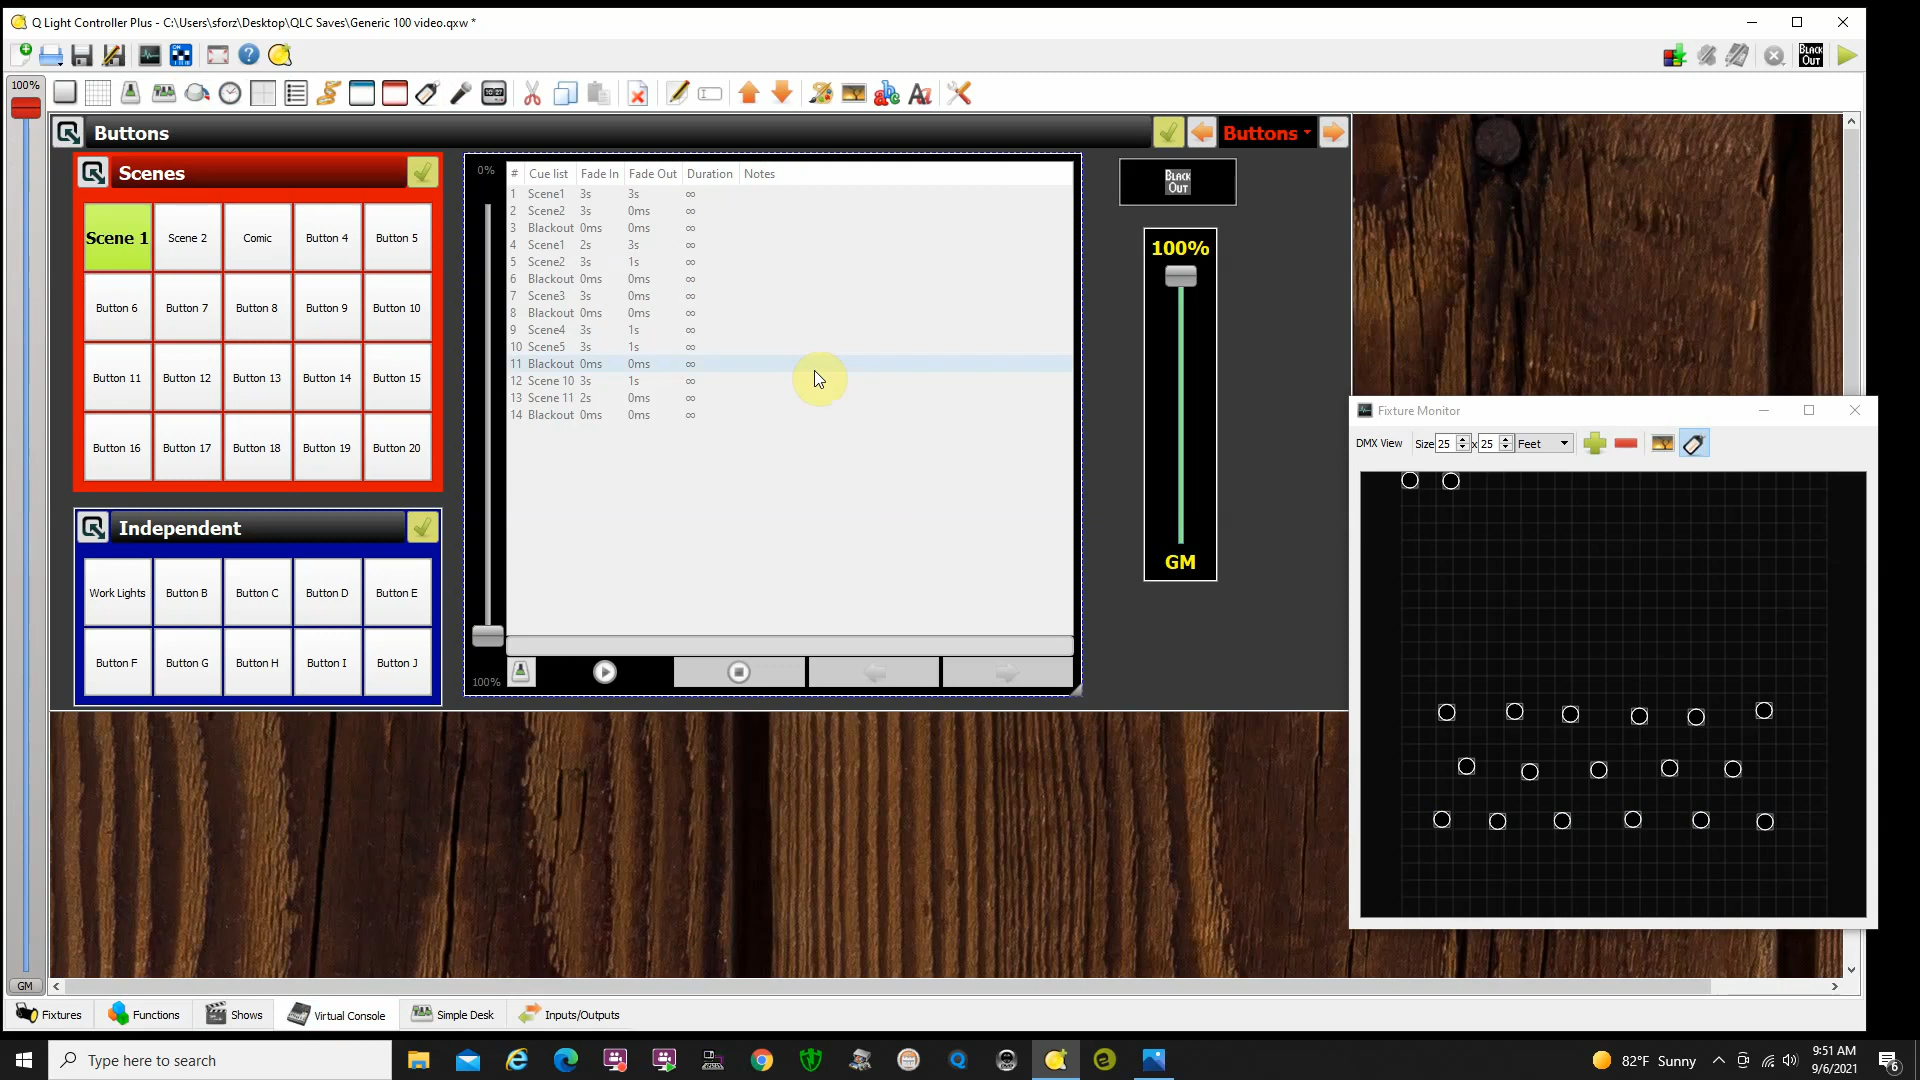 Q Light Controller Plus - C:\Users\sforz\Desktop\QLC Saves\Generic 100 video.qxw *
BLACK OUT
100%
Buttons
Buttons
Scenes
Scene 1 Scene 2 Comic Button 4 Button 5
Button 6 Button 7 Button 8 Button 9 Button 10
Button 11 Button 12 Button 13 Button 14 Button 15
Button 16 Button 17 Button 18 Button 19 Button 20
Independent
Work Lights Button B Button C Button D Button E
Button F Button G Button H Button I Button J
0%
# Cue list Fade In Fade Out Duration Notes
1 Scene1 3s 3s ∞
2 Scene2 3s 0ms ∞
3 Blackout 0ms 0ms ∞
4 Scene1 2s 3s ∞
5 Scene2 3s 1s ∞
6 Blackout 0ms 0ms ∞
7 Scene3 3s 0ms ∞
8 Blackout 0ms 0ms ∞
9 Scene4 3s 1s ∞
10 Scene5 3s 1s ∞
11 Blackout 0ms 0ms ∞
12 Scene 10 3s 1s ∞
13 Scene 11 2s 0ms ∞
14 Blackout 0ms 0ms ∞
100%
BLACK
OUT
100%
GM
Fixture Monitor
DMX View Size 25 x 25 Feet
GM
Fixtures Functions Shows Virtual Console Simple Desk Inputs/Outputs
Type here to search
82°F Sunny
9:51 AM
9/6/2021
6